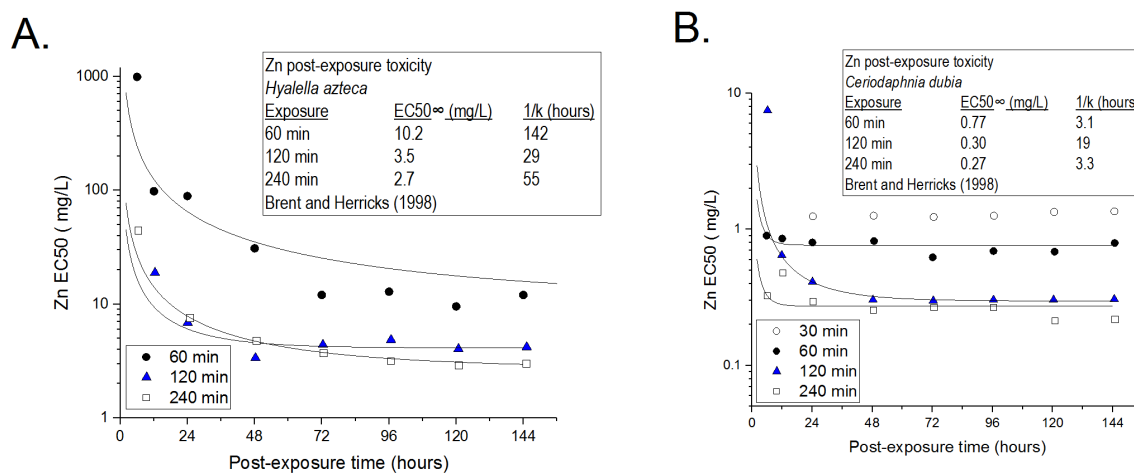 A.
Zn post-exposure toxicity
Hyalella azteca
Exposure EC50∞ (mg/L) 1/k (hours)
60 min 10.2 142
120 min 3.5 29
240 min 2.7 55
Brent and Herricks (1998)
1000
100
10
1
Zn EC50 ( mg/L)
60 min
120 min
240 min
0 24 48 72 96 120 144
Post-exposure time (hours)
B.
Zn post-exposure toxicity
Ceriodaphnia dubia
Exposure EC50∞ (mg/L) 1/k (hours
60 min 0.77 3.1
120 min 0.30 19
240 min 0.27 3.3
Brent and Herricks (1998)
10
1
0.1
Zn EC50 ( mg/L)
30 min
60 min
120 min
240 min
0 24 48 72 96 120 144
Post-exposure time (hours)